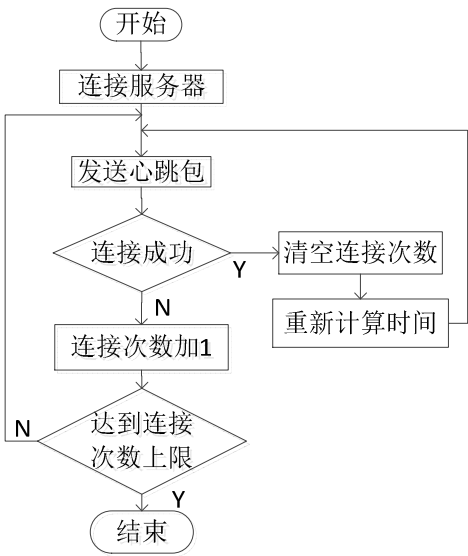 开始
连接服务器
发送心跳包
连接成功
Y
清空连接次数
N
重新计算时间
连接次数加1
达到连接
次数上限
N
Y
结束